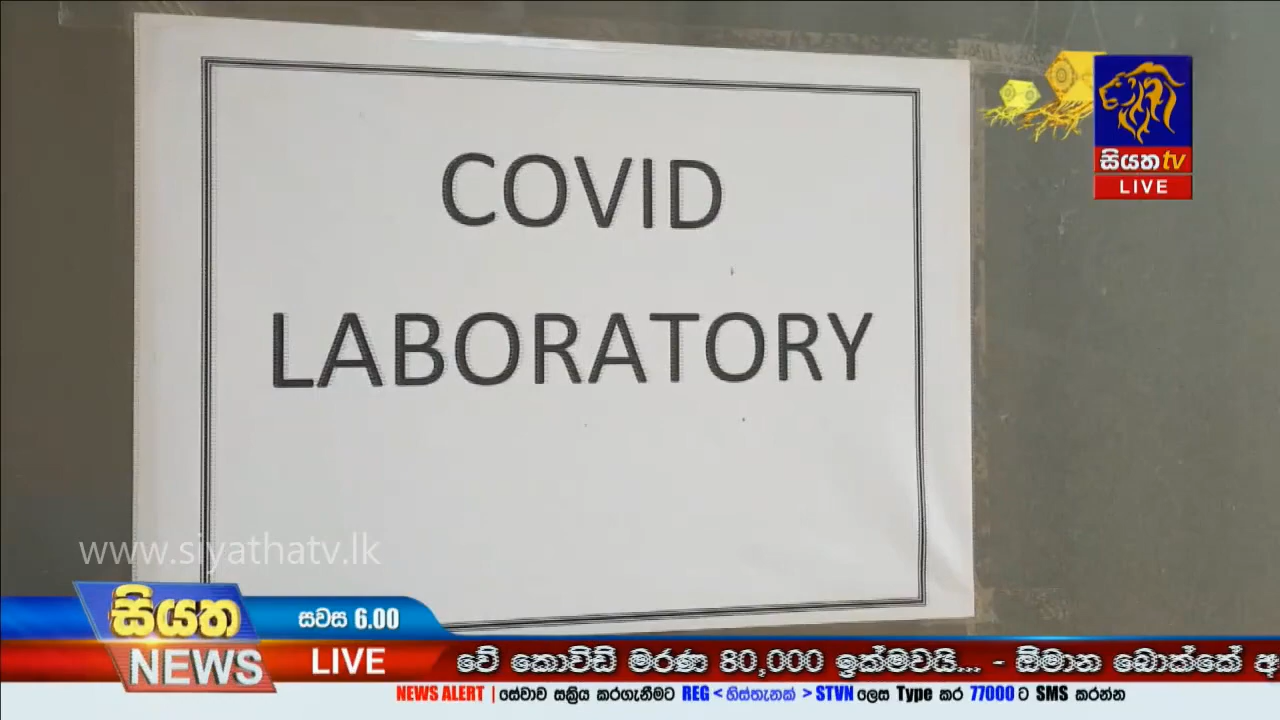 COVID
LABORATORY
සියත tv
LIVE
www.siyathatv.lk
සියත
NEWS
සවස 6.00
LIVE
වේ කොවිඩ් මරණ 80,000 ඉක්මවයි... - ඕමාන බොක්කේ
NEWS ALERT | සේවාව සක්‍රිය කරගැනීමට REG < හිස්තැනක් > STVN ලෙස Type කර 77000 ට SMS කරන්න